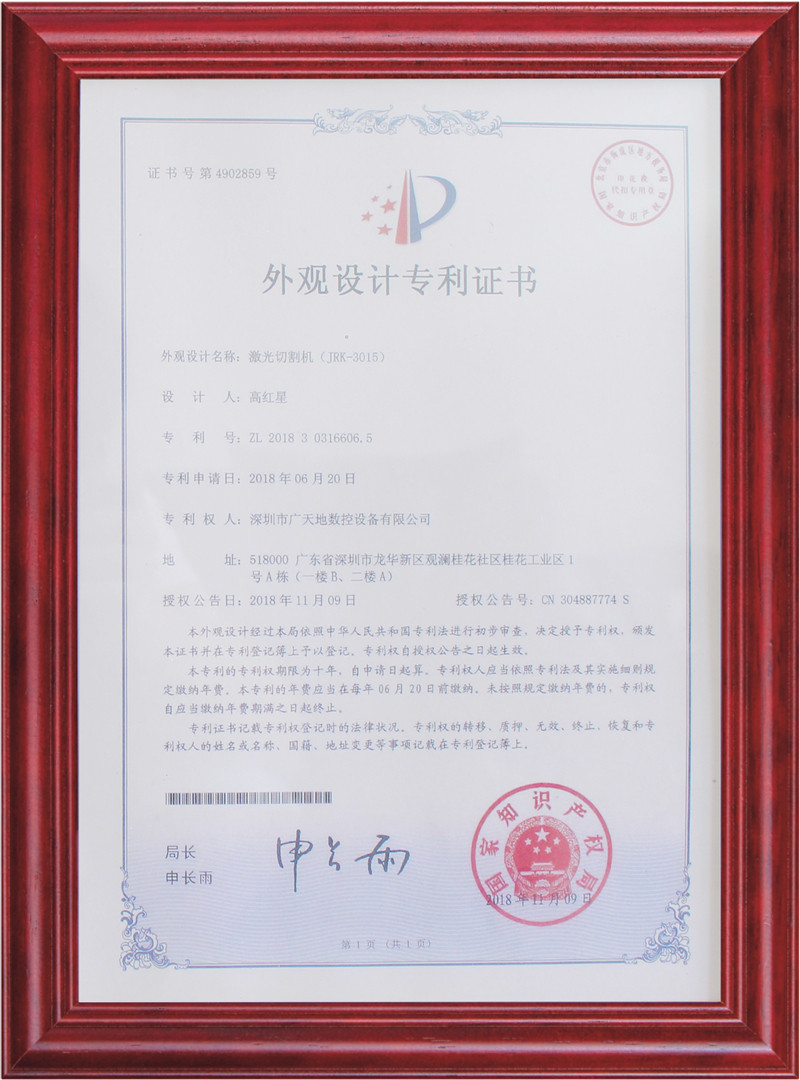 证书号第4902859号
外观设计专利证书
外观设计名称：激光切割机（JRK-3015）
设计人：高红星
专利号：ZL 2018 3 0316606.5
专利申请日：2018年06月20日
专利权人：深圳市广天地数控设备有限公司
地址：518000 广东省深圳市龙华新区观澜桂花社区桂花工业区1
号A栋（一楼B、二楼A）
授权公告日：2018年11月09日 授权公告号：CN 304887774 S
本外观设计经过本局依照中华人民共和国专利法进行初步审查，决定授予专利权，颁发
本证书并在专利登记簿上予以登记。专利权自授权公告之日起生效。
本专利的专利权期限为十年，自申请日起算。专利权人应当依照专利法及其实施细则规
定缴纳年费。本专利的年费应当在每年06月20日前缴纳。未按照规定缴纳年费的，专利权
自应当缴纳年费期满之日起终止。
专利证书记载专利权登记时的法律状况。专利权的转移、质押、无效、终止、恢复和专
利权人的姓名或名称、国籍、地址变更等事项记载在专利登记簿上。
局长
申长雨
申长雨
国家知识产权局
2018年11月09日
第1页（共1页）